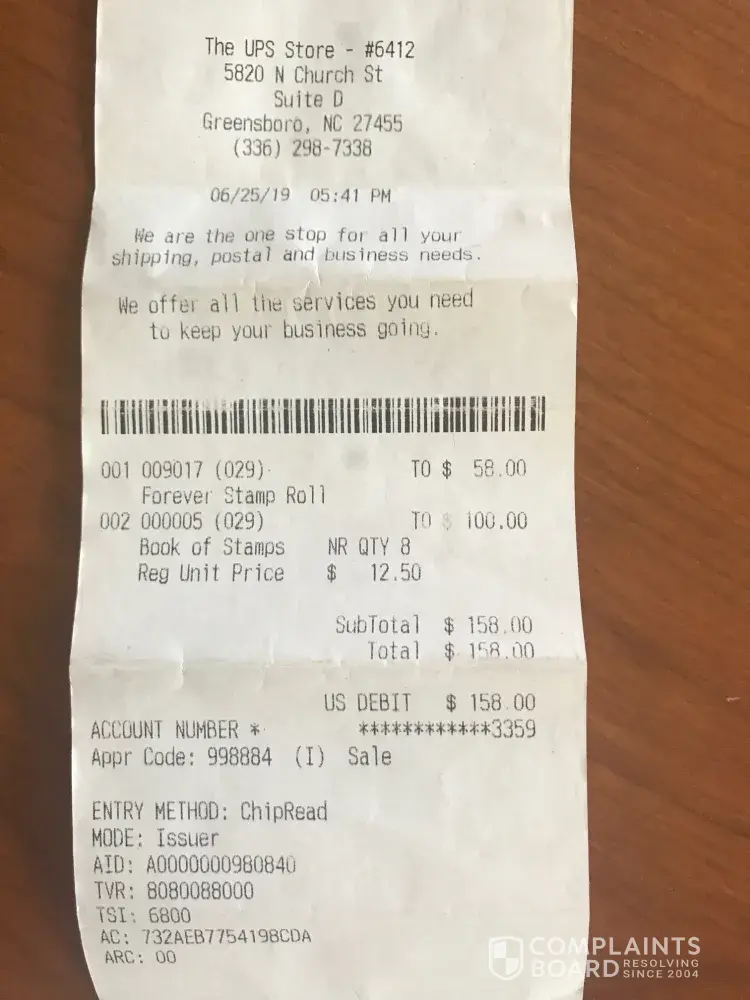 The UPS Store - #6412
5820 N Church St
Suite D
Greensboro, NC 27455
(336) 298-7338
06/25/19 05:41 PM
We are the one stop for all your
shipping, postal and business needs.
We offer all the services you need
to keep your business going.
001 009017 (029) TO $ 58.00
Forever Stamp Roll
002 000005 (029) TO $ 100.00
Book of Stamps NR QTY 8
Reg Unit Price $ 12.50
SubTotal $ 158.00
Total $ 158.00
US DEBIT $ 158.00
ACCOUNT NUMBER * ************3359
Appr Code: 998884 (I) Sale
ENTRY METHOD: ChipRead
MODE: Issuer
AID: A0000000980840
TVR: 8080088000
TSI: 6800
AC: 732AEB7754198CDA
ARC: 00
COMPLAINTS
BOARD RESOLVING
SINCE 2004